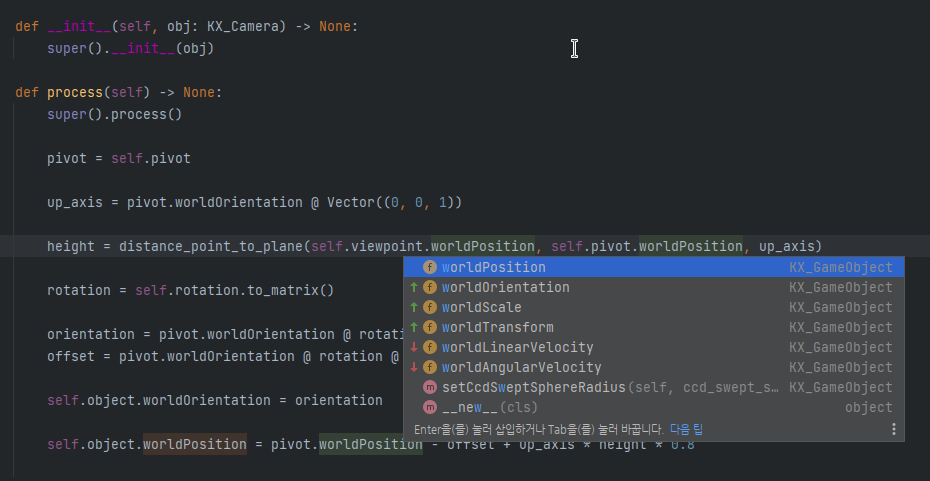 def __init__(self, obj: KX_Camera) -> None:
super().__init__(obj)
def process(self) -> None:
super().process()
pivot = self.pivot
up_axis = pivot.worldOrientation @ Vector((0, 0, 1))
height = distance_point_to_plane(self.viewpoint.worldPosition, self.pivot.worldPosition, up_axis)
rotation = self.rotation.to_matrix()
orientation = pivot.worldOrientation @ rotati
offset = pivot.worldOrientation @ rotation @
self.object.worldOrientation = orientation
self.object.worldPosition = pivot.worldPosition - offset + up_axis * height * 0.8
f worldPosition KX_GameObject
↑ f worldOrientation KX_GameObject
↑ f worldScale KX_GameObject
↑ f worldTransform KX_GameObject
↓ f worldLinearVelocity KX_GameObject
↓ f worldAngularVelocity KX_GameObject
m setCcdSweptSphereRadius(self, ccd_swept_s… KX_GameObject
m __new__(cls) object
Enter을(를) 눌러 삽입하거나 Tab을(를) 눌러 바꿉니다. 다음 팁